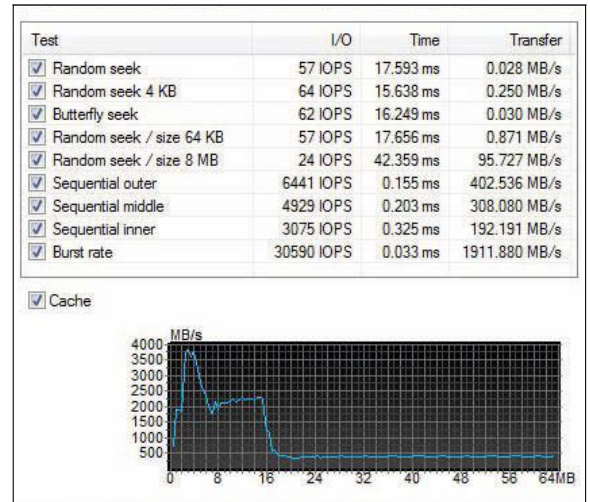 Test I/O Time Transfer
Random seek 57 IOPS 17.593 ms 0.028 MB/s
Random seek 4 KB 64 IOPS 15.638 ms 0.250 MB/s
Butterfly seek 62 IOPS 16.249 ms 0.030 MB/s
Random seek / size 64 KB 57 IOPS 17.656 ms 0.871 MB/s
Random seek / size 8 MB 24 IOPS 42.359 ms 95.727 MB/s
Sequential outer 6441 IOPS 0.155 ms 402.536 MB/s
Sequential middle 4929 IOPS 0.203 ms 308.080 MB/s
Sequential inner 3075 IOPS 0.325 ms 192.191 MB/s
Burst rate 30590 IOPS 0.033 ms 1911.880 MB/s
Cache
MB/s
4000
3500
3000
2500
2000
1500
1000
500
0 8 16 24 32 40 48 56 64MB